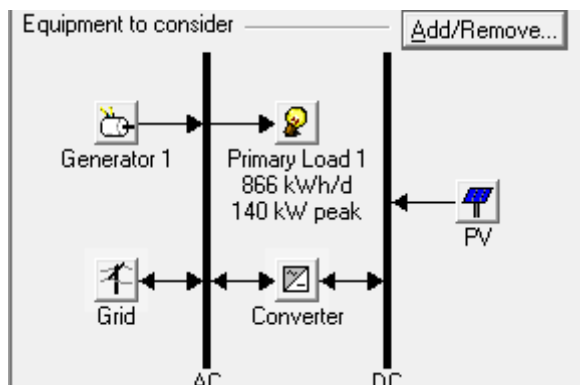 Equipment to consider
Add/Remove...
Generator 1
Primary Load 1
866 kWh/d
140 kW peak
PV
Grid
Converter
AC
DC